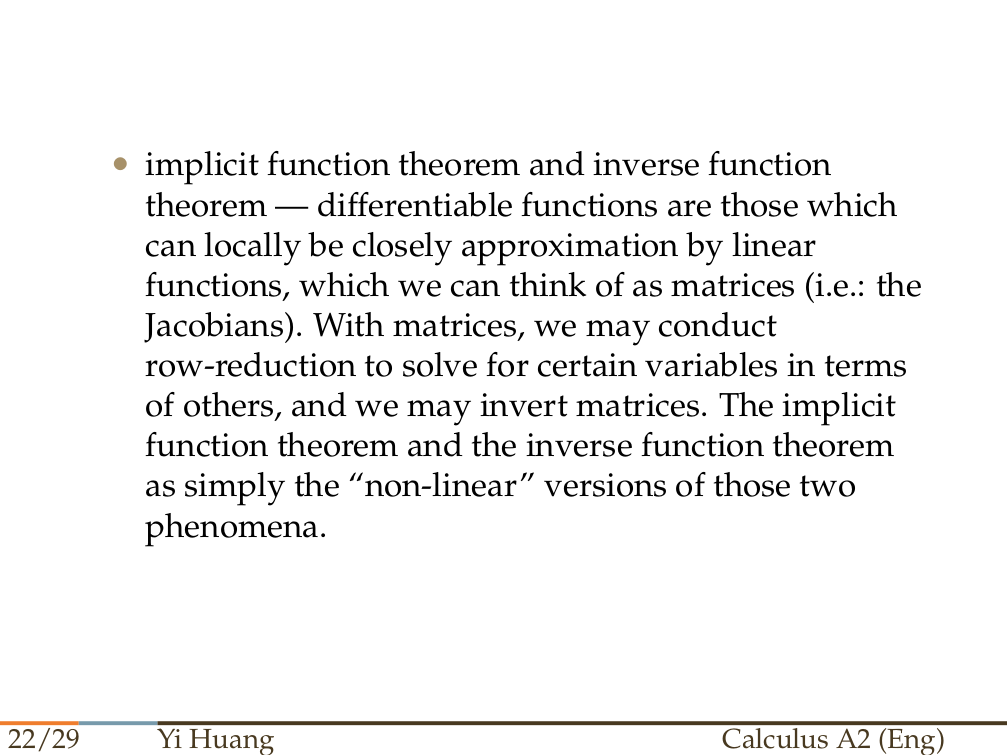 • implicit function theorem and inverse function
theorem — differentiable functions are those which
can locally be closely approximation by linear
functions, which we can think of as matrices (i.e.: the
Jacobians). With matrices, we may conduct
row-reduction to solve for certain variables in terms
of others, and we may invert matrices. The implicit
function theorem and the inverse function theorem
as simply the “non-linear” versions of those two
phenomena.
22/29 Yi Huang Calculus A2 (Eng)